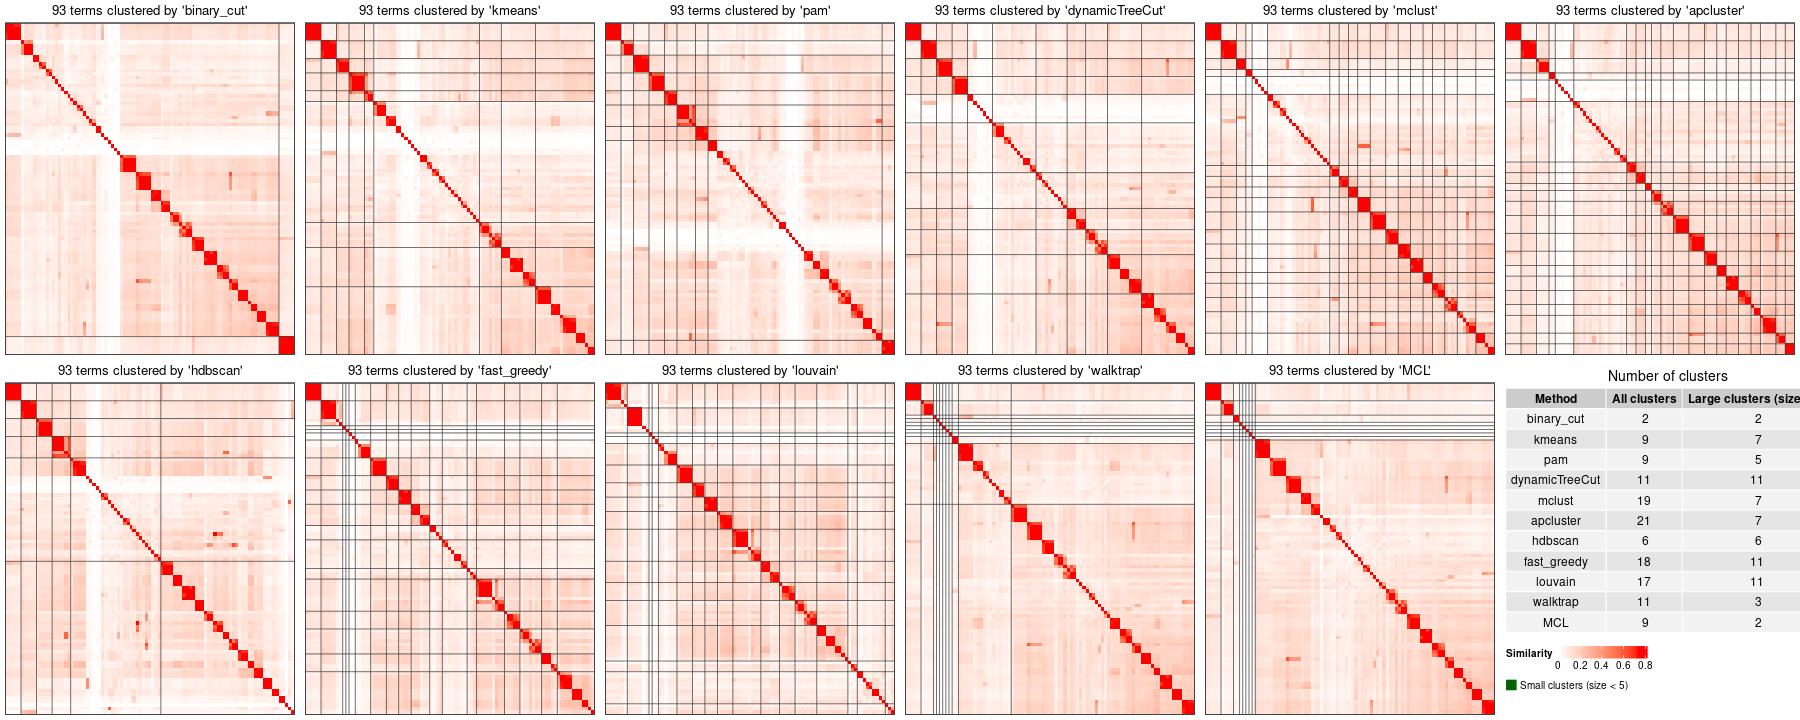 93 terms clustered by 'binary_cut'
93 terms clustered by 'kmeans'
93 terms clustered by 'pam'
93 terms clustered by 'dynamicTreeCut'
93 terms clustered by 'mclust'
93 terms clustered by 'apcluster'
93 terms clustered by 'hdbscan'
93 terms clustered by 'fast_greedy'
93 terms clustered by 'louvain'
93 terms clustered by 'walktrap'
93 terms clustered by 'MCL'
Number of clusters
Method All clusters Large clusters (size
binary_cut 2 2
kmeans 9 7
pam 9 5
dynamicTreeCut 11 11
mclust 19 7
apcluster 21 7
hdbscan 6 6
fast_greedy 18 11
louvain 17 11
walktrap 11 3
MCL 9 2
Similarity
0 0.2 0.4 0.6 0.8
Small clusters (size < 5)